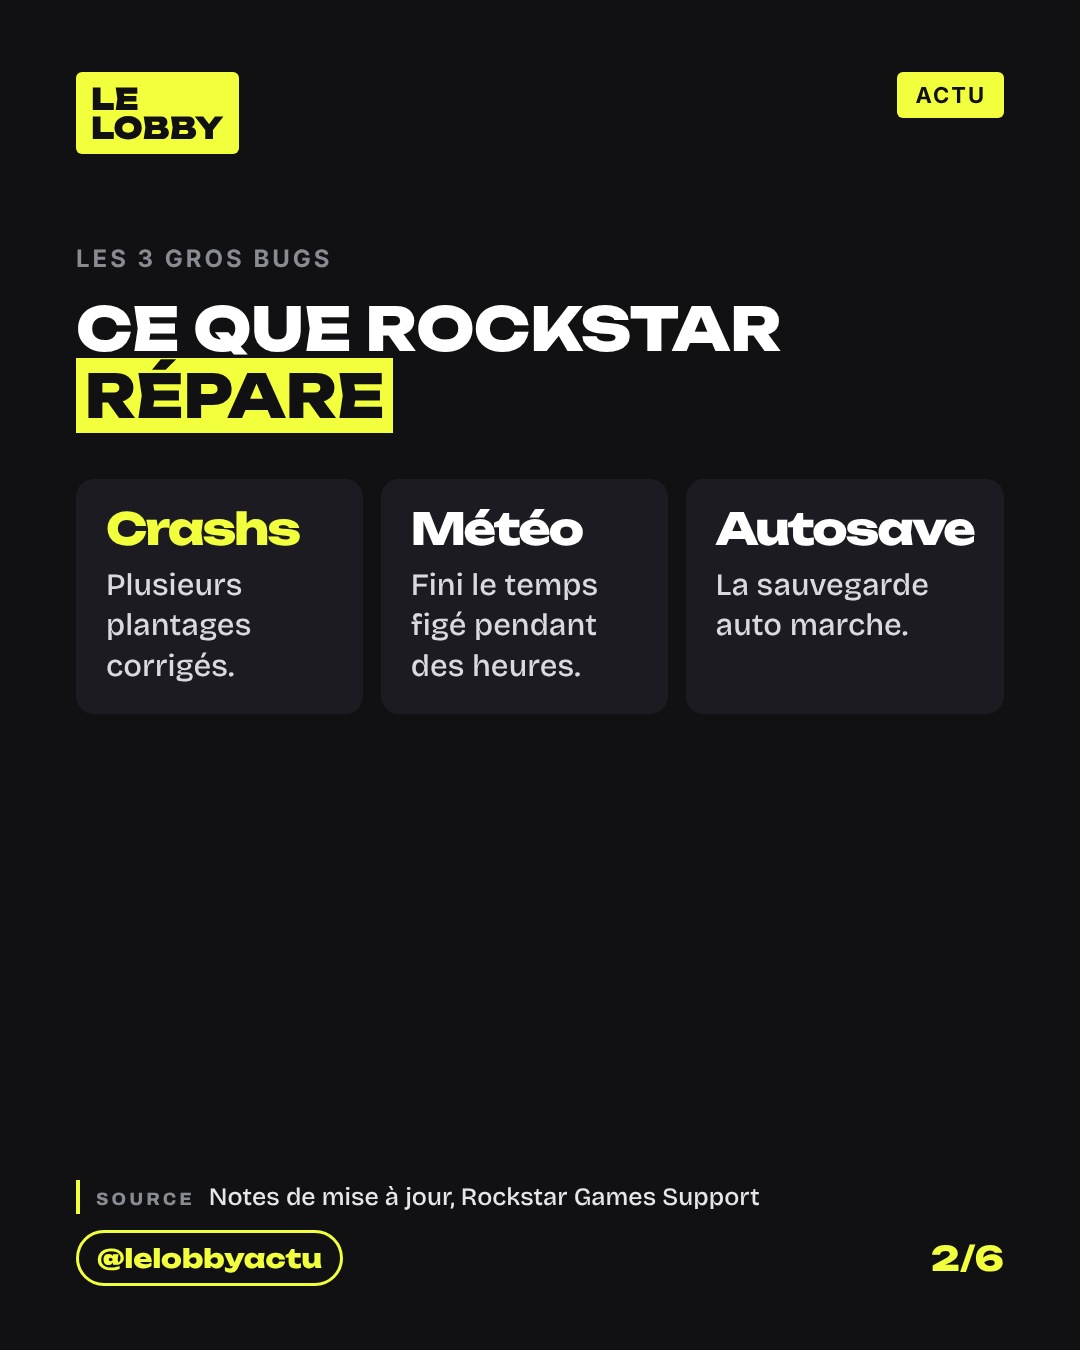 LE
LOBBY
ACTU
LES 3 GROS BUGS
CE QUE ROCKSTAR
RÉPARE
Crashs
Plusieurs
plantages
corrigés.
Météo
Fini le temps
figé pendant
des heures.
Autosave
La sauvegarde
auto marche.
SOURCE Notes de mise à jour, Rockstar Games Support
@lelobbyactu
2/6